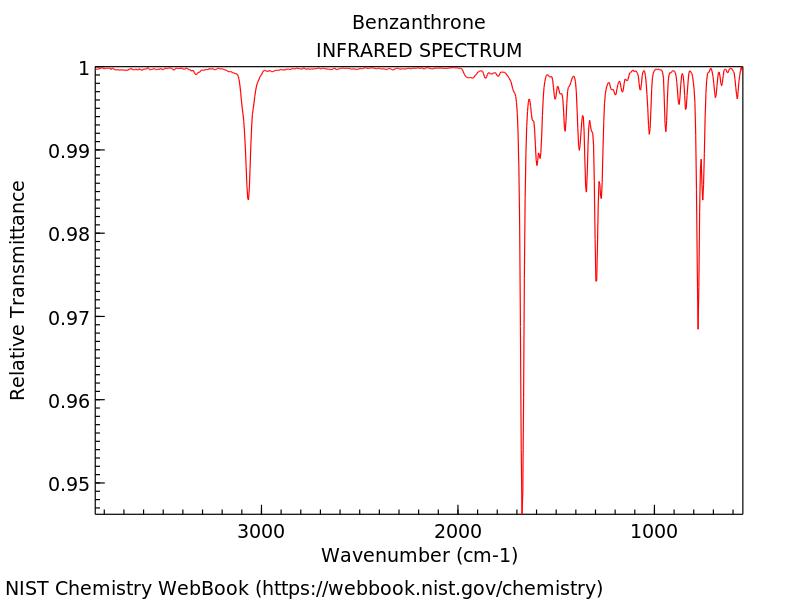 Benzanthrone
INFRARED SPECTRUM
1
0.99
0.98
0.97
0.96
0.95
Relative Transmittance
3000 2000 1000
Wavenumber (cm-1)
NIST Chemistry WebBook (https://webbook.nist.gov/chemistry)